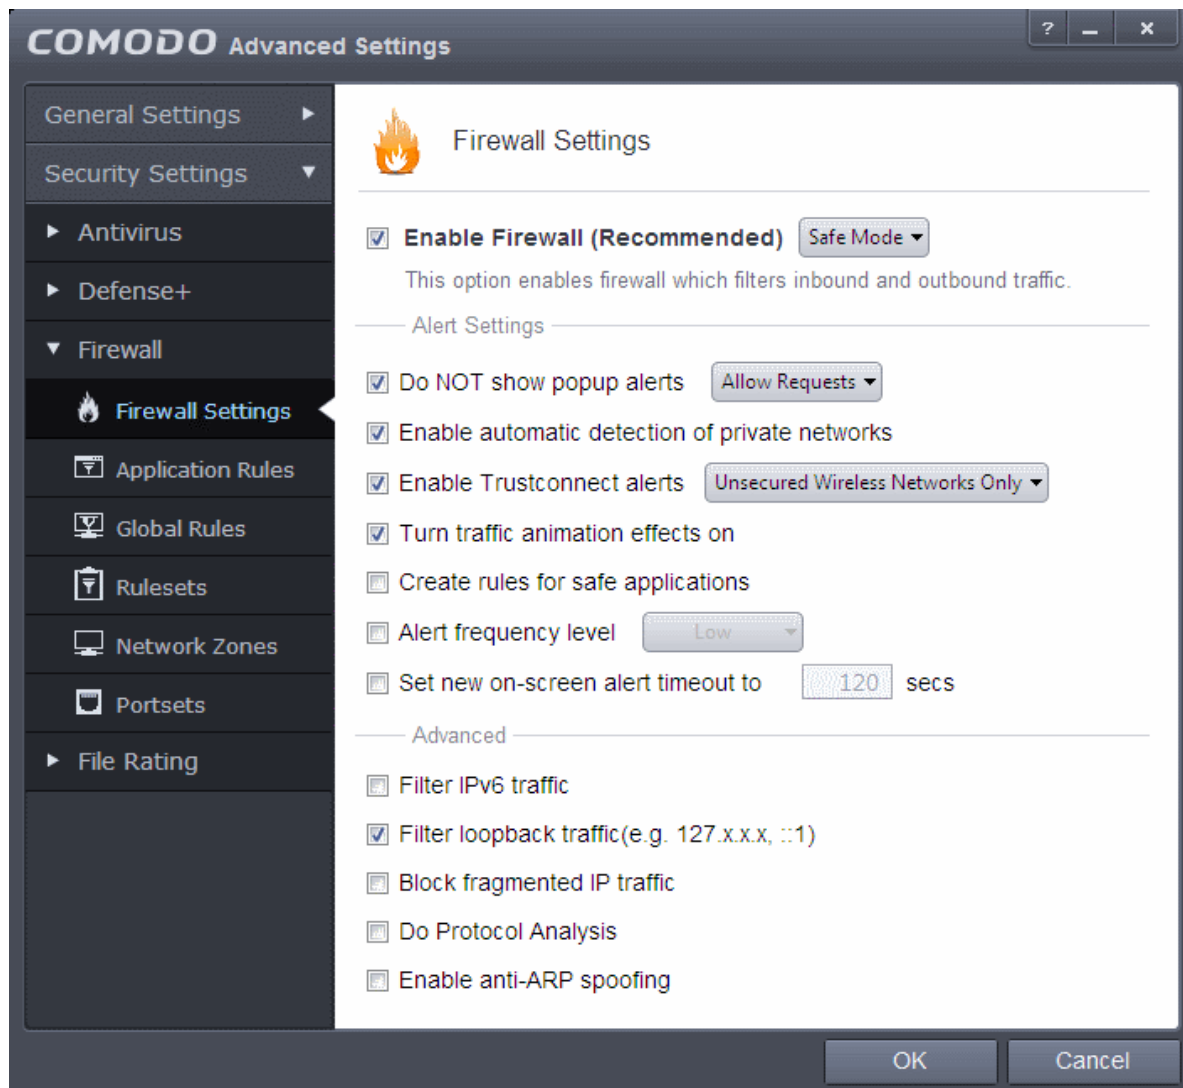 COMODO Advanced Settings
?
General Settings
Security Settings
Antivirus
Defense+
Firewall
Firewall Settings
Application Rules
Global Rules
Rulesets
Network Zones
Portsets
File Rating
Firewall Settings
Enable Firewall (Recommended) Safe Mode
This option enables firewall which filters inbound and outbound traffic.
Alert Settings
Do NOT show popup alerts Allow Requests
Enable automatic detection of private networks
Enable Trustconnect alerts Unsecured Wireless Networks Only
Turn traffic animation effects on
Create rules for safe applications
Alert frequency level Low
Set new on-screen alert timeout to 120 secs
Advanced
Filter IPv6 traffic
Filter loopback traffic(e.g. 127.x.x.x, ::1)
Block fragmented IP traffic
Do Protocol Analysis
Enable anti-ARP spoofing
OK Cancel